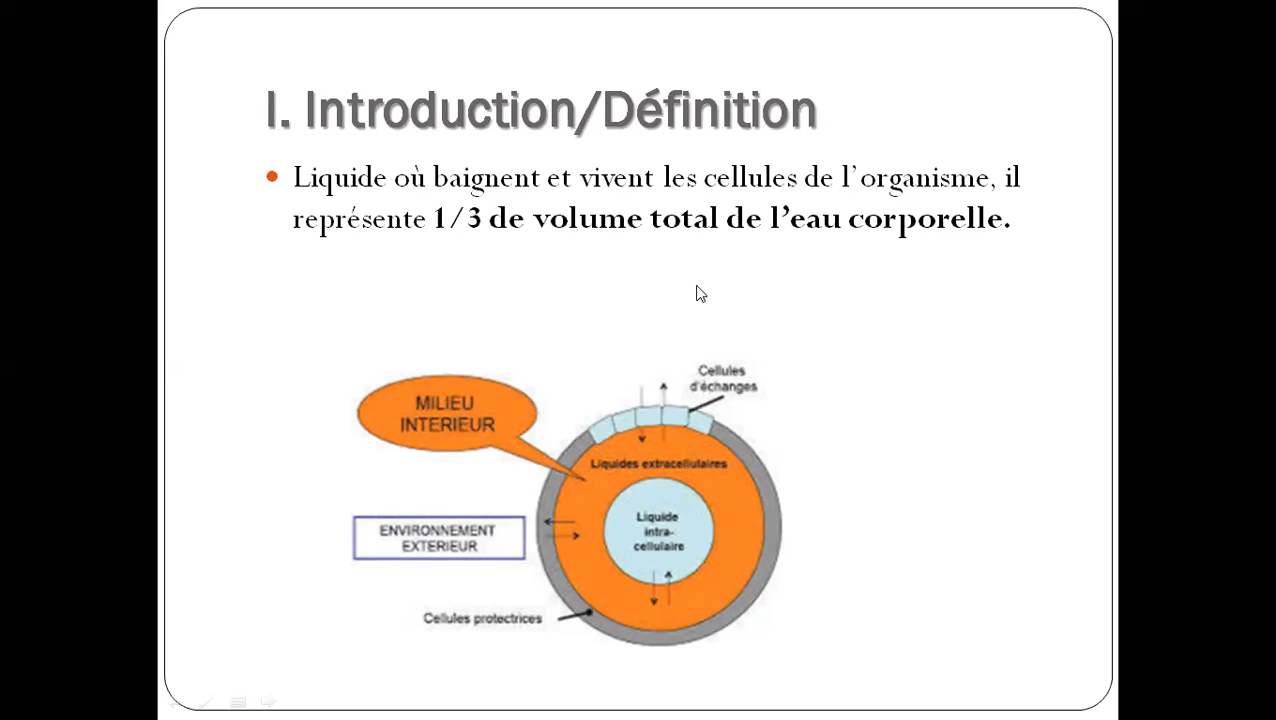 I. Introduction/Définition
• Liquide où baignent et vivent les cellules de l’organisme, il
représente 1/3 de volume total de l’eau corporelle.
Cellules
d'échanges
MILIEU
INTERIEUR
Liquides extracellulaires
Liquide
intra-
cellulaire
ENVIRONNEMENT
EXTERIEUR
Cellules protectrices